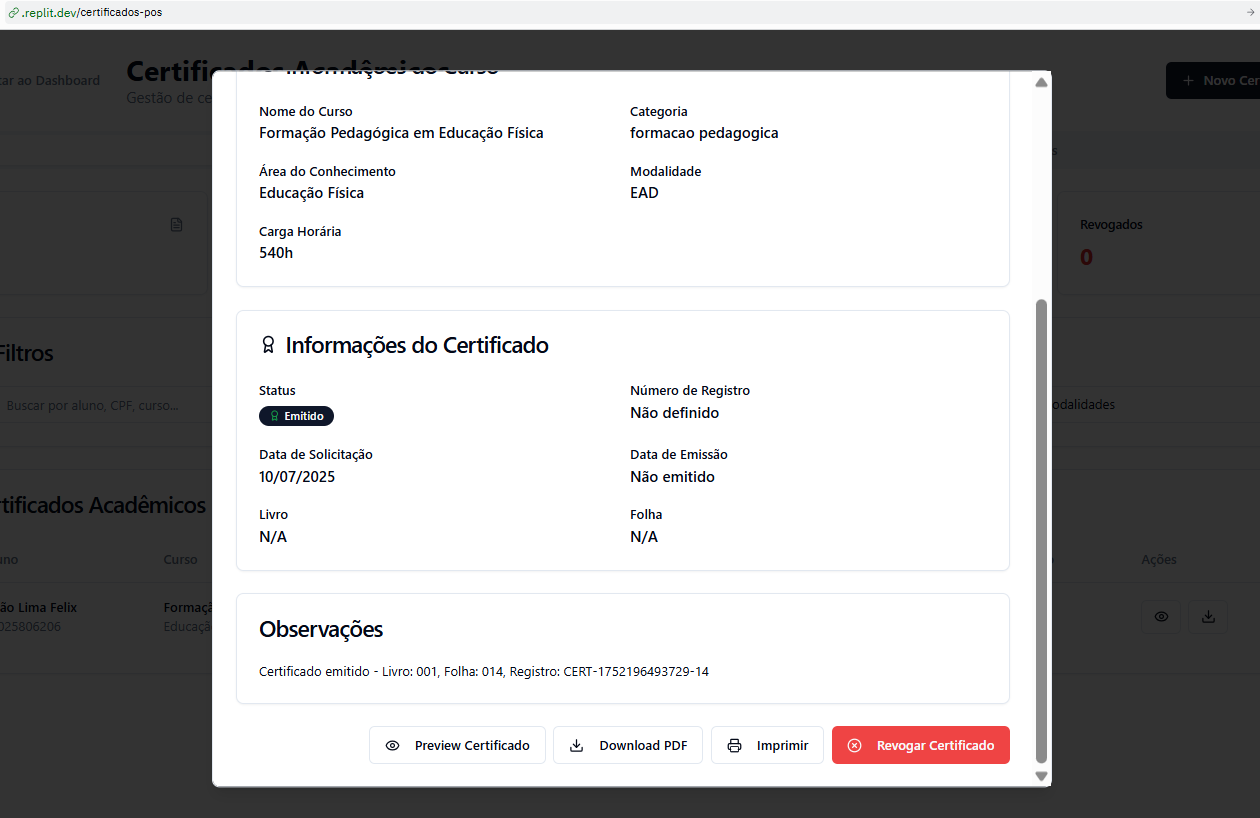 .replit.dev/certificados-pos
ar ao Dashboard
Certificados Acadêmicos
Curso
Gestão de ce
Novo Cer
Nome do Curso
Categoria
Formação Pedagógica em Educação Física
formacao pedagogica
Área do Conhecimento
Modalidade
Educação Física
EAD
Carga Horária
540h
Revogados
0
Informações do Certificado
Filtros
Status
Número de Registro
Emitido
Não definido
Buscar por aluno, CPF, curso...
odalidades
Data de Solicitação
Data de Emissão
10/07/2025
Não emitido
Livro
Folha
N/A
N/A
rtificados Acadêmicos
uno
Curso
Ações
ão Lima Felix
Formaçã
025806206
Educaçã
Observações
Certificado emitido - Livro: 001, Folha: 014, Registro: CERT-1752196493729-14
Preview Certificado
Download PDF
Imprimir
Revogar Certificado